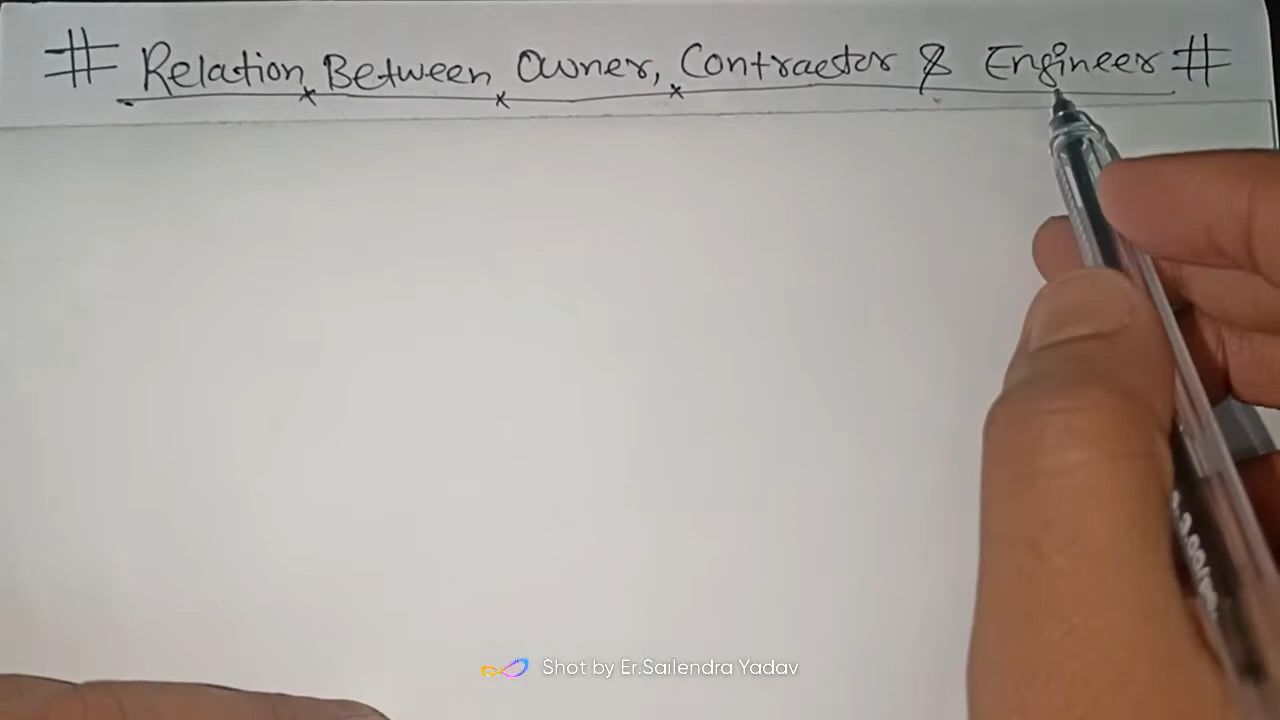 # Relation Between Owner, Contractor & Engineer #
Shot by Er.Sailendra Yadav